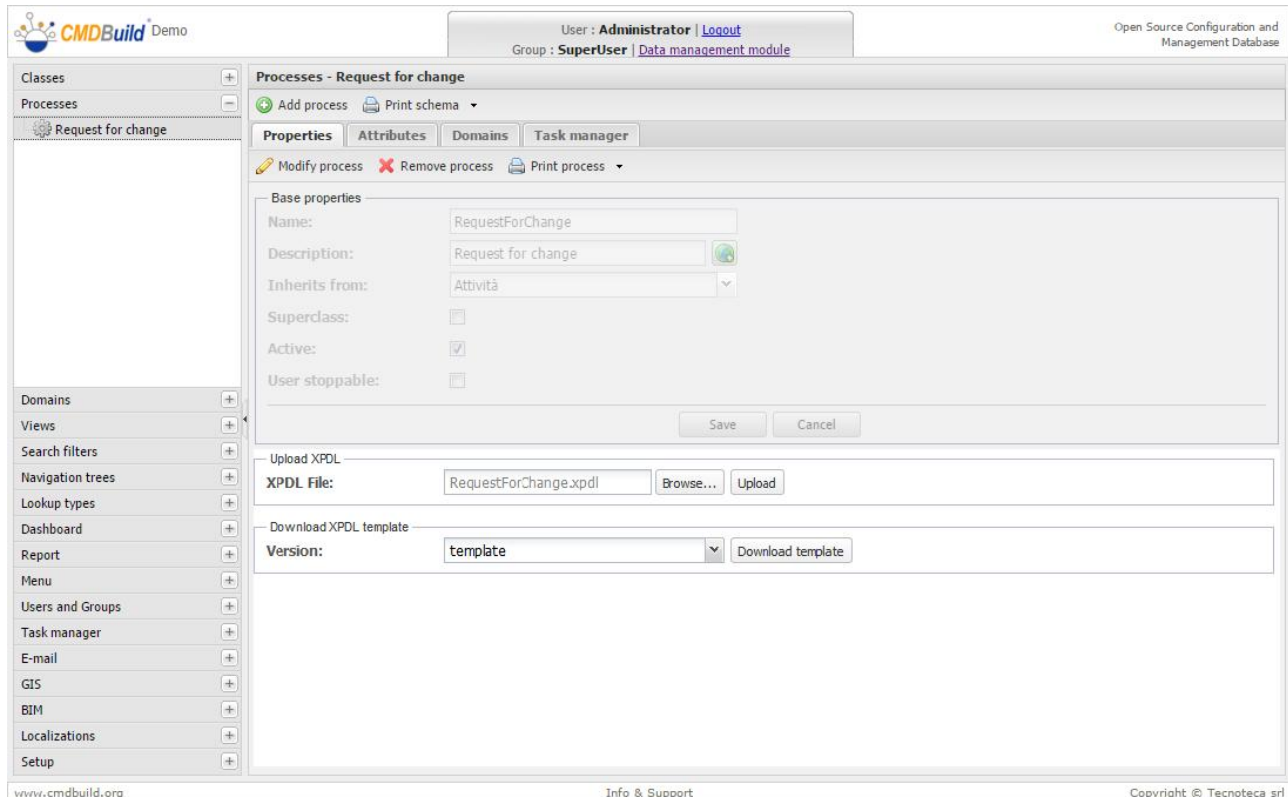 CMDBuild Demo
User : Administrator | Logout
Group : SuperUser | Data management module
Open Source Configuration and
Management Database
Classes
Processes
Request for change
Domains
Views
Search filters
Navigation trees
Lookup types
Dashboard
Report
Menu
Users and Groups
Task manager
E-mail
GIS
BIM
Localizations
Setup
Processes - Request for change
Add process Print schema
Properties Attributes Domains Task manager
Modify process Remove process Print process
Base properties
Name: RequestForChange
Description: Request for change
Inherits from: Attività
Superclass:
Active:
User stoppable:
Save Cancel
Upload XPDL
XPDL File: RequestForChange.xpdl Browse... Upload
Download XPDL template
Version: template Download template
www.cmdbuild.org Info & Support Copyright © Tecnoteca srl